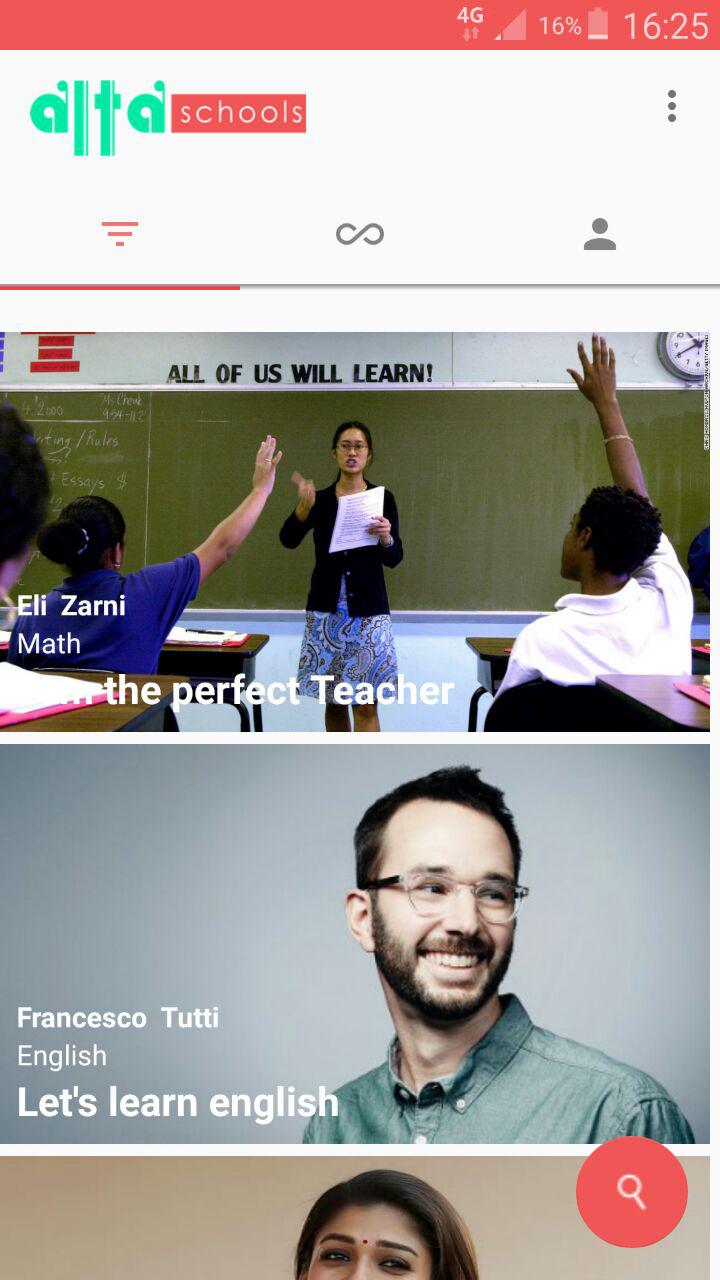 4G 16% 16:25
alta schools
ALL OF US WILL LEARN!
Essays $
Eli Zarni
Math
the perfect Teacher
Francesco Tutti
English
Let's learn english